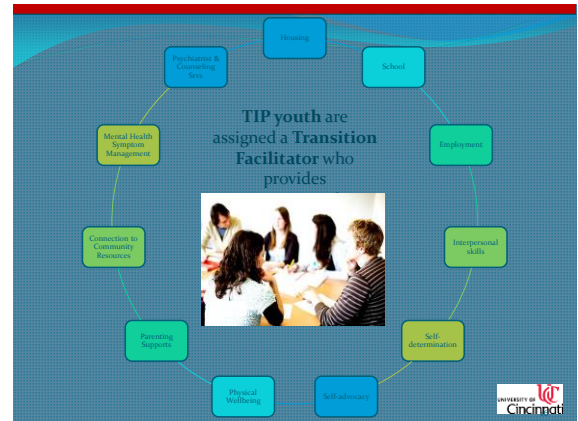 Housing
School
Employment
Interpersonal
skills
Self-
determination
Self-advocacy
Physical
Wellbeing
Parenting
Supports
Connection to
Community
Resources
Mental Health
Symptom
Management
Psychiatrist &
Counseling
Srvs
TIP youth are
assigned a Transition
Facilitator who
provides
UNIVERSITY OF
Cincinnati